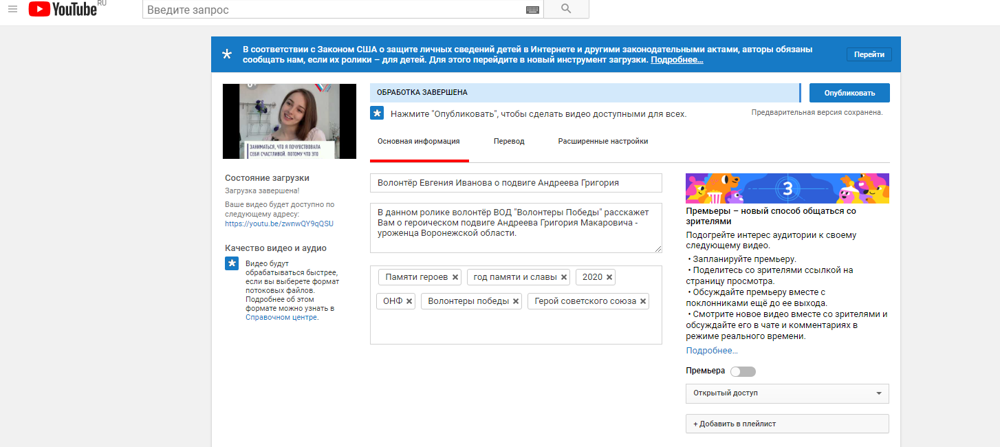 YouTube RU
Введите запрос
В соответствии с Законом США о защите личных сведений детей в Интернете и другими законодательными актами, авторы обязаны
сообщать нам, если их ролики – для детей. Для этого перейдите в новый инструмент загрузки. Подробнее…
Перейти
ЗАНИМАТЬСЯ, ЧТО Я ПОЧУВСТВОВАЛА
СЕБЯ СЧАСТЛИВОЙ. ПОТОМУ ЧТО ЭТО
ОБРАБОТКА ЗАВЕРШЕНА
Опубликовать
Нажмите "Опубликовать", чтобы сделать видео доступными для всех.
Предварительная версия сохранена.
Основная информация
Перевод
Расширенные настройки
Состояние загрузки
Загрузка завершена!
Ваше видео будет доступно по
следующему адресу:
https://youtu.be/zwnwQY9qQSU
Качество видео и аудио
Видео будут
обрабатываться быстрее,
если вы выберете формат
потоковых файлов.
Подробнее об этом
формате можно узнать в
Справочном центре.
Волонтёр Евгения Иванова о подвиге Андреева Григория
В данном ролике волонтёр ВОД "Волонтеры Победы" расскажет
Вам о героическом подвиге Андреева Григория Макаровича -
уроженца Воронежской области.
Памяти героев
год памяти и славы
2020
ОНФ
Волонтеры победы
Герой советского союза
3
Премьеры – новый способ общаться со
зрителями
Подогрейте интерес аудитории к своему
следующему видео.
• Запланируйте премьеру.
• Поделитесь со зрителями ссылкой на
страницу просмотра.
• Обсуждайте премьеру вместе с
поклонниками ещё до ее выхода.
• Смотрите новое видео вместе со зрителями и
обсуждайте его в чате и комментариях в
режиме реального времени.
Подробнее…
Премьера
Открытый доступ
+ Добавить в плейлист